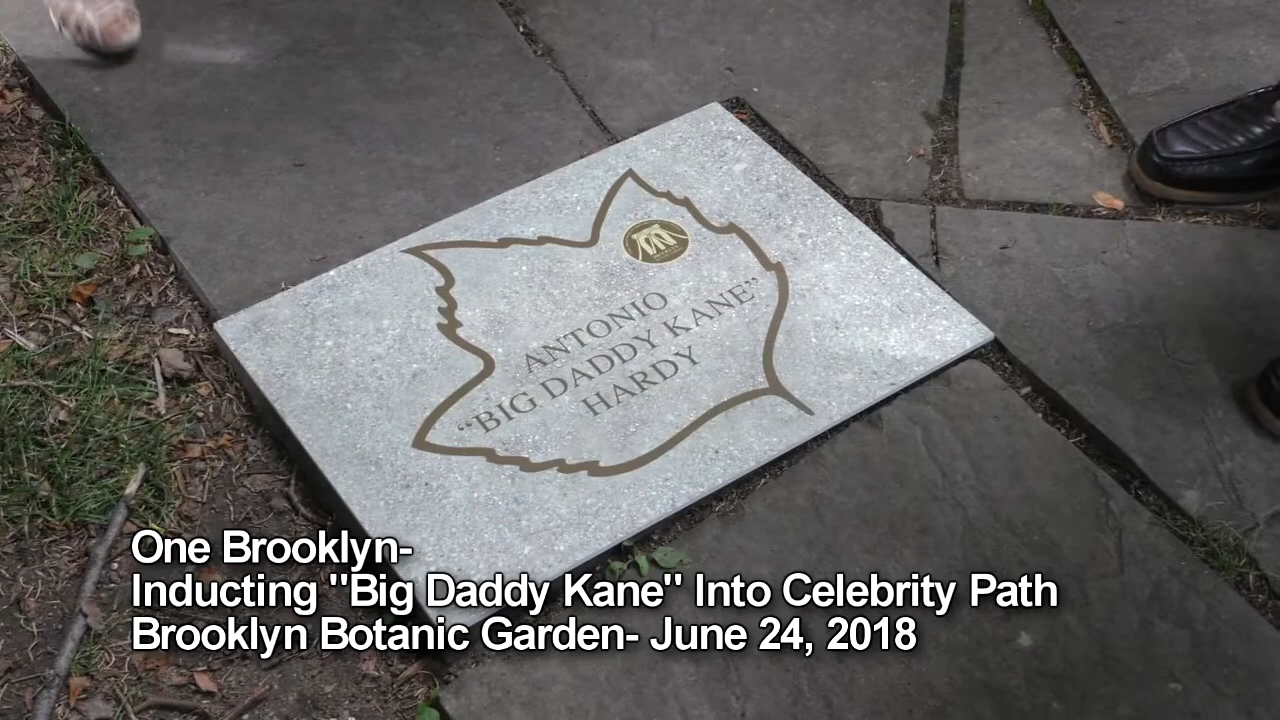 ANTONIO
“BIG DADDY KANE”
HARDY
One Brooklyn-
Inducting "Big Daddy Kane" Into Celebrity Path
Brooklyn Botanic Garden- June 24, 2018